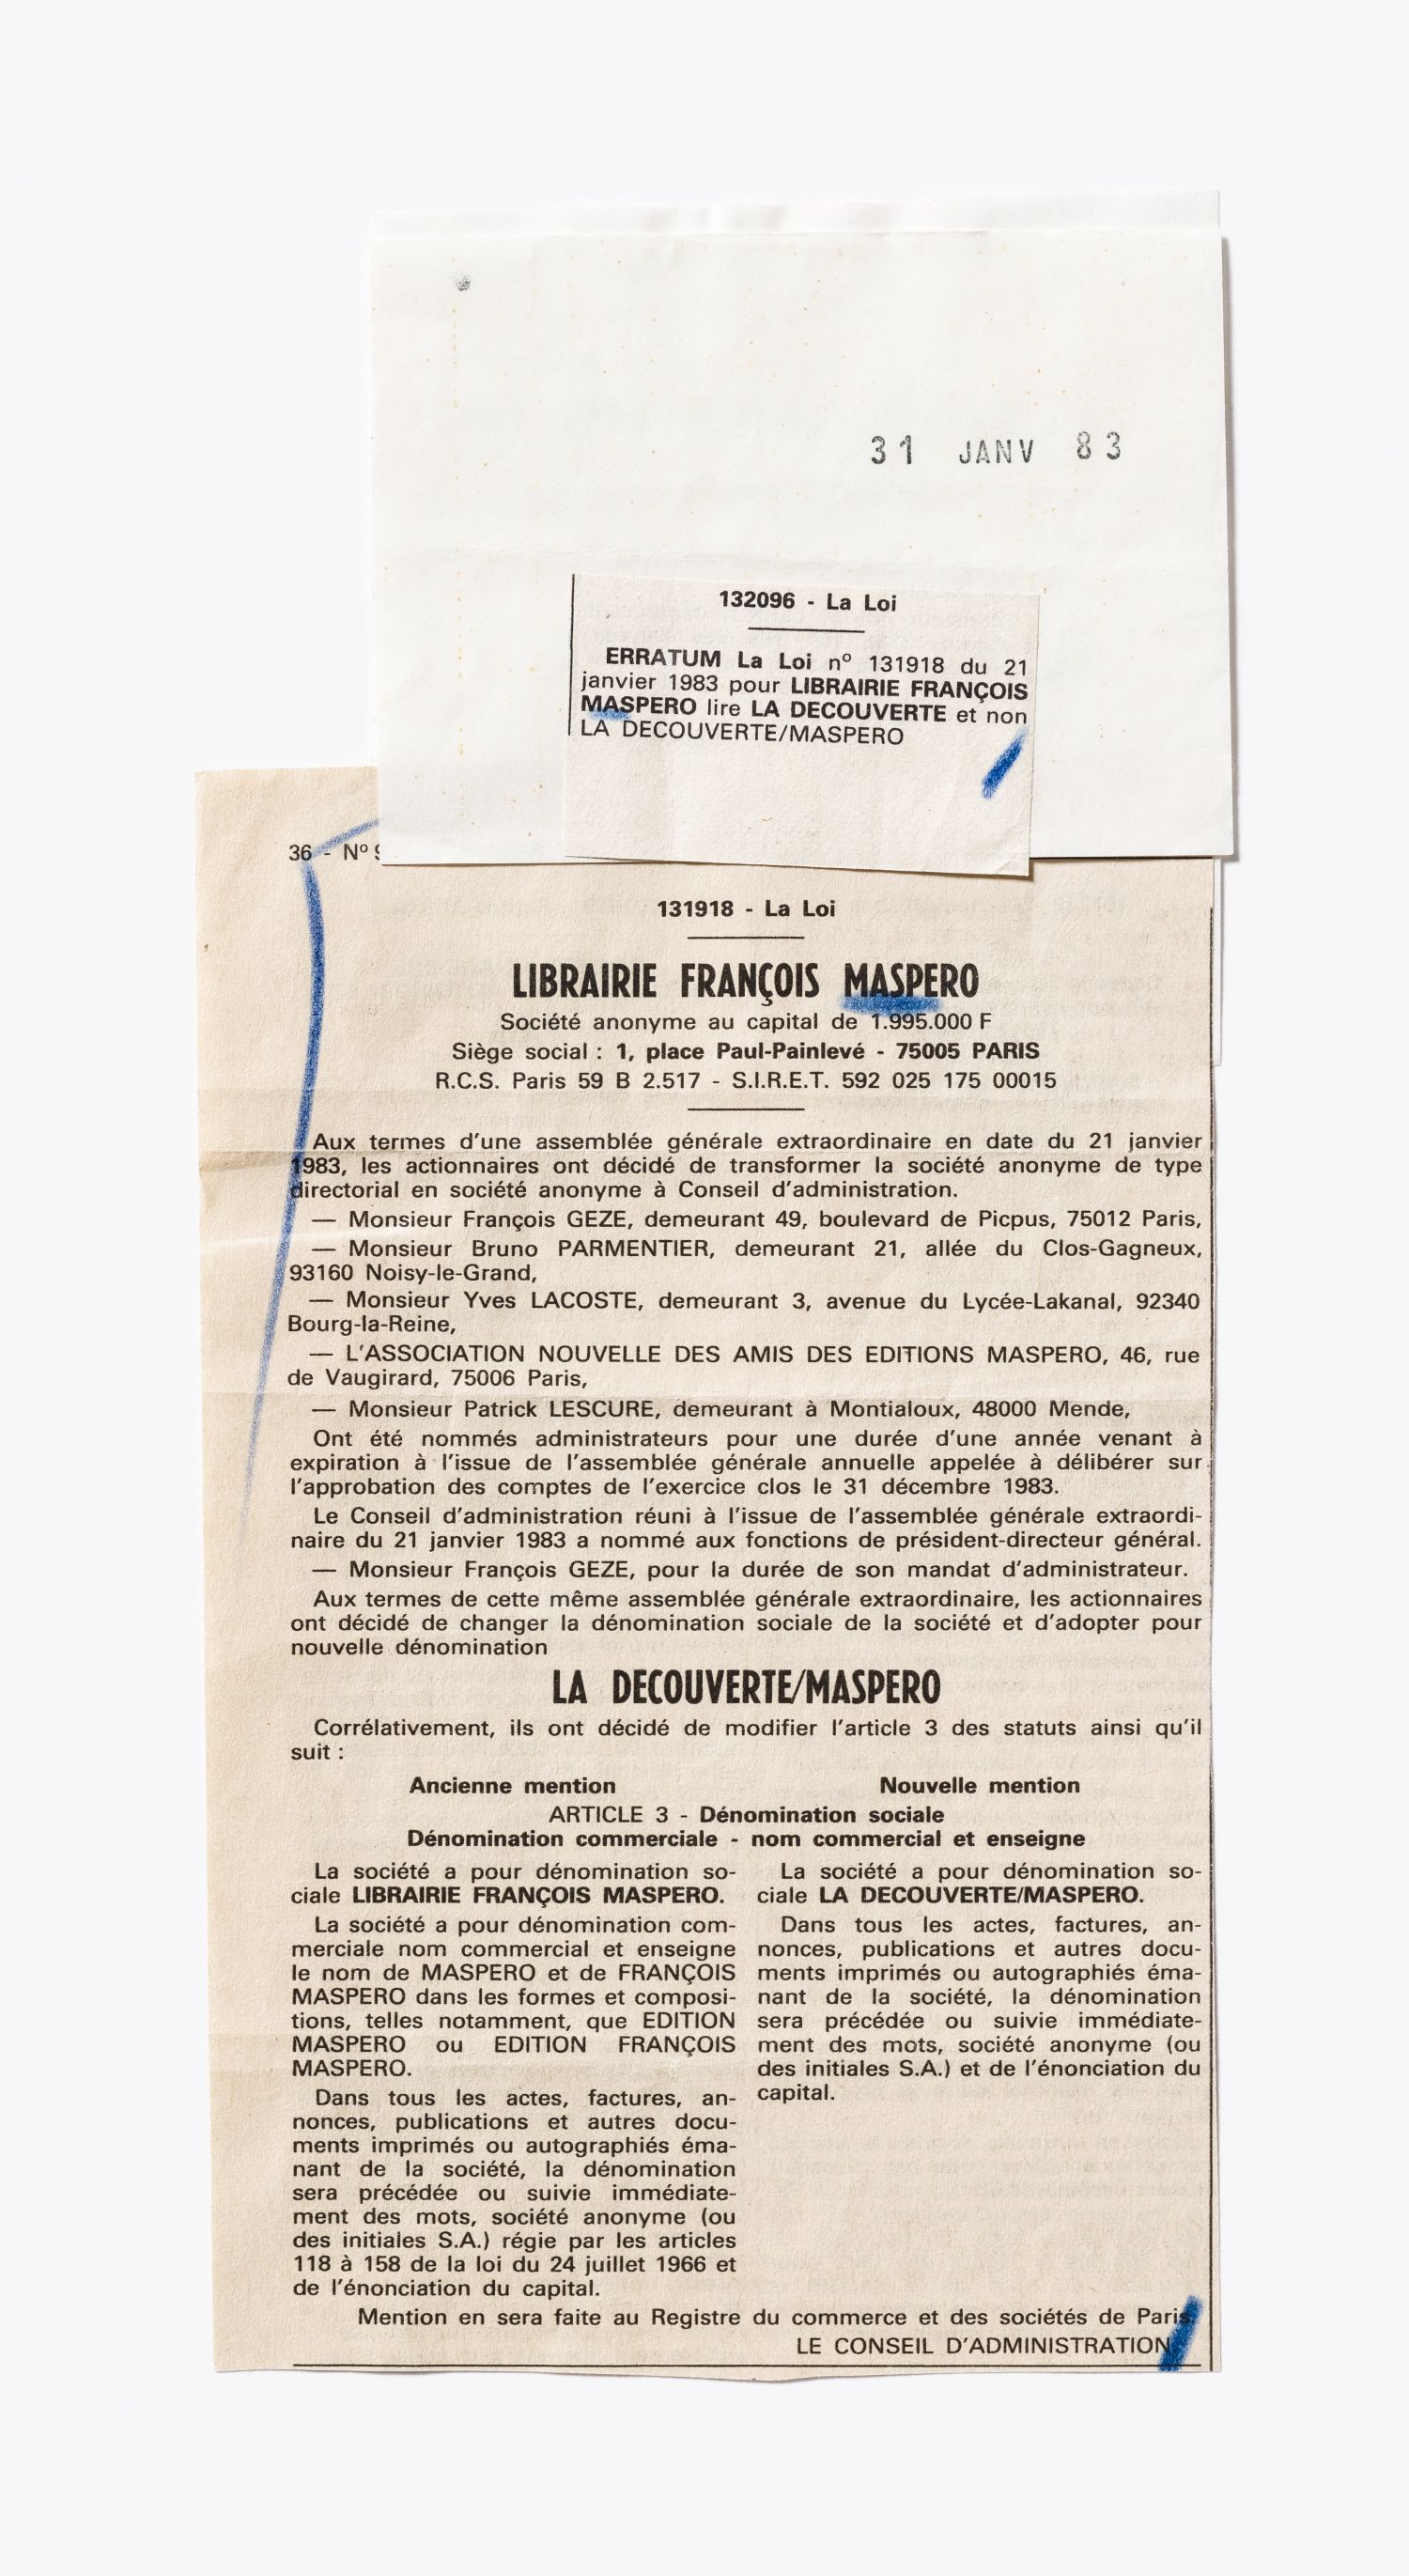 31 JANV 83
132096 - La Loi
ERRATUM La Loi nº 131918 du 21
janvier 1983 pour LIBRAIRIE FRANÇOIS
MASPERO lire LA DECOUVERTE et non
LA DECOUVERTE/MASPERO
36 - Nº
131918 - La Loi
LIBRAIRIE FRANÇOIS MASPERO
Société anonyme au capital de 1.995.000 F
Siège social : 1, place Paul-Painlevé - 75005 PARIS
R.C.S. Paris 59 B 2.517 - S.I.R.E.T. 592 025 175 00015
Aux termes d'une assemblée générale extraordinaire en date du 21 janvier
1983, les actionnaires ont décidé de transformer la société anonyme de type
directorial en société anonyme à Conseil d'administration.
— Monsieur François GEZE, demeurant 49, boulevard de Picpus, 75012 Paris,
— Monsieur Bruno PARMENTIER, demeurant 21, allée du Clos-Gagneux,
93160 Noisy-le-Grand,
— Monsieur Yves LACOSTE, demeurant 3, avenue du Lycée-Lakanal, 92340
Bourg-la-Reine,
— L'ASSOCIATION NOUVELLE DES AMIS DES EDITIONS MASPERO, 46, rue
de Vaugirard, 75006 Paris,
— Monsieur Patrick LESCURE, demeurant à Montialoux, 48000 Mende,
Ont été nommés administrateurs pour une durée d'une année venant à
expiration à l'issue de l'assemblée générale annuelle appelée à délibérer sur
l'approbation des comptes de l'exercice clos le 31 décembre 1983.
Le Conseil d'administration réuni à l'issue de l'assemblée générale extraordi-
naire du 21 janvier 1983 a nommé aux fonctions de président-directeur général.
— Monsieur François GEZE, pour la durée de son mandat d'administrateur.
Aux termes de cette même assemblée générale extraordinaire, les actionnaires
ont décidé de changer la dénomination sociale de la société et d'adopter pour
nouvelle dénomination
LA DECOUVERTE/MASPERO
Corrélativement, ils ont décidé de modifier l'article 3 des statuts ainsi qu'il
suit :
Ancienne mention
Nouvelle mention
ARTICLE 3 - Dénomination sociale
Dénomination commerciale - nom commercial et enseigne
La société a pour dénomination so-
ciale LIBRAIRIE FRANÇOIS MASPERO.
La société a pour dénomination com-
merciale nom commercial et enseigne
le nom de MASPERO et de FRANÇOIS
MASPERO dans les formes et composi-
tions, telles notamment, que EDITION
MASPERO ou EDITION FRANÇOIS
MASPERO.
Dans tous les actes, factures, an-
nonces, publications et autres docu-
ments imprimés ou autographiés éma-
nant de la société, la dénomination
sera précédée ou suivie immédiate-
ment des mots, société anonyme (ou
des initiales S.A.) régie par les articles
118 à 158 de la loi du 24 juillet 1966 et
de l'énonciation du capital.
La société a pour dénomination so-
ciale LA DECOUVERTE/MASPERO.
Dans tous les actes, factures, an-
nonces, publications et autres docu-
ments imprimés ou autographiés éma-
nant de la société, la dénomination
sera précédée ou suivie immédiate-
ment des mots, société anonyme (ou
des initiales S.A.) et de l'énonciation du
capital.
Mention en sera faite au Registre du commerce et des sociétés de Paris.
LE CONSEIL D'ADMINISTRATION